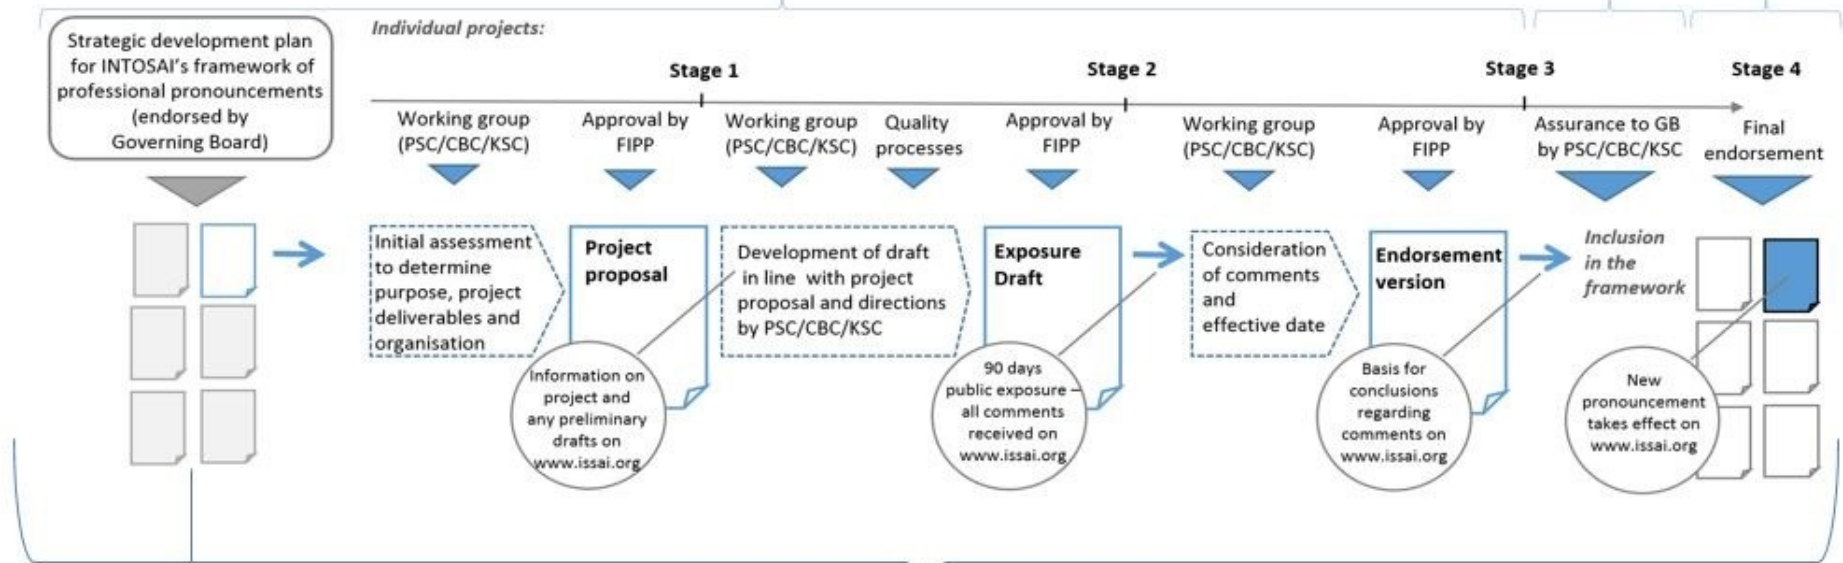 Strategic development plan
for INTOSAI's framework of
professional pronouncements
(endorsed by
Governing Board)
Individual projects:
Stage 1
Stage 2
Stage 3
Stage 4
Working group
(PSC/CBC/KSC)
Approval by
FIPP
Working group
(PSC/CBC/KSC)
Quality
processes
Approval by
FIPP
Working group
(PSC/CBC/KSC)
Approval by
FIPP
Assurance to GB
by PSC/CBC/KSC
Final
endorsement
Initial assessment
to determine
purpose, project
deliverables and
organisation
Project
proposal
Information on
project and
any preliminary
drafts on
www.issai.org
Development of draft
in line with project
proposal and directions
by PSC/CBC/KSC
Exposure
Draft
90 days
public exposure –
all comments
received on
www.issai.org
Consideration
of comments
and
effective date
Endorsement
version
Basis for
conclusions
regarding
comments on
www.issai.org
Inclusion
in the
framework
New
pronouncement
takes effect on
www.issai.org